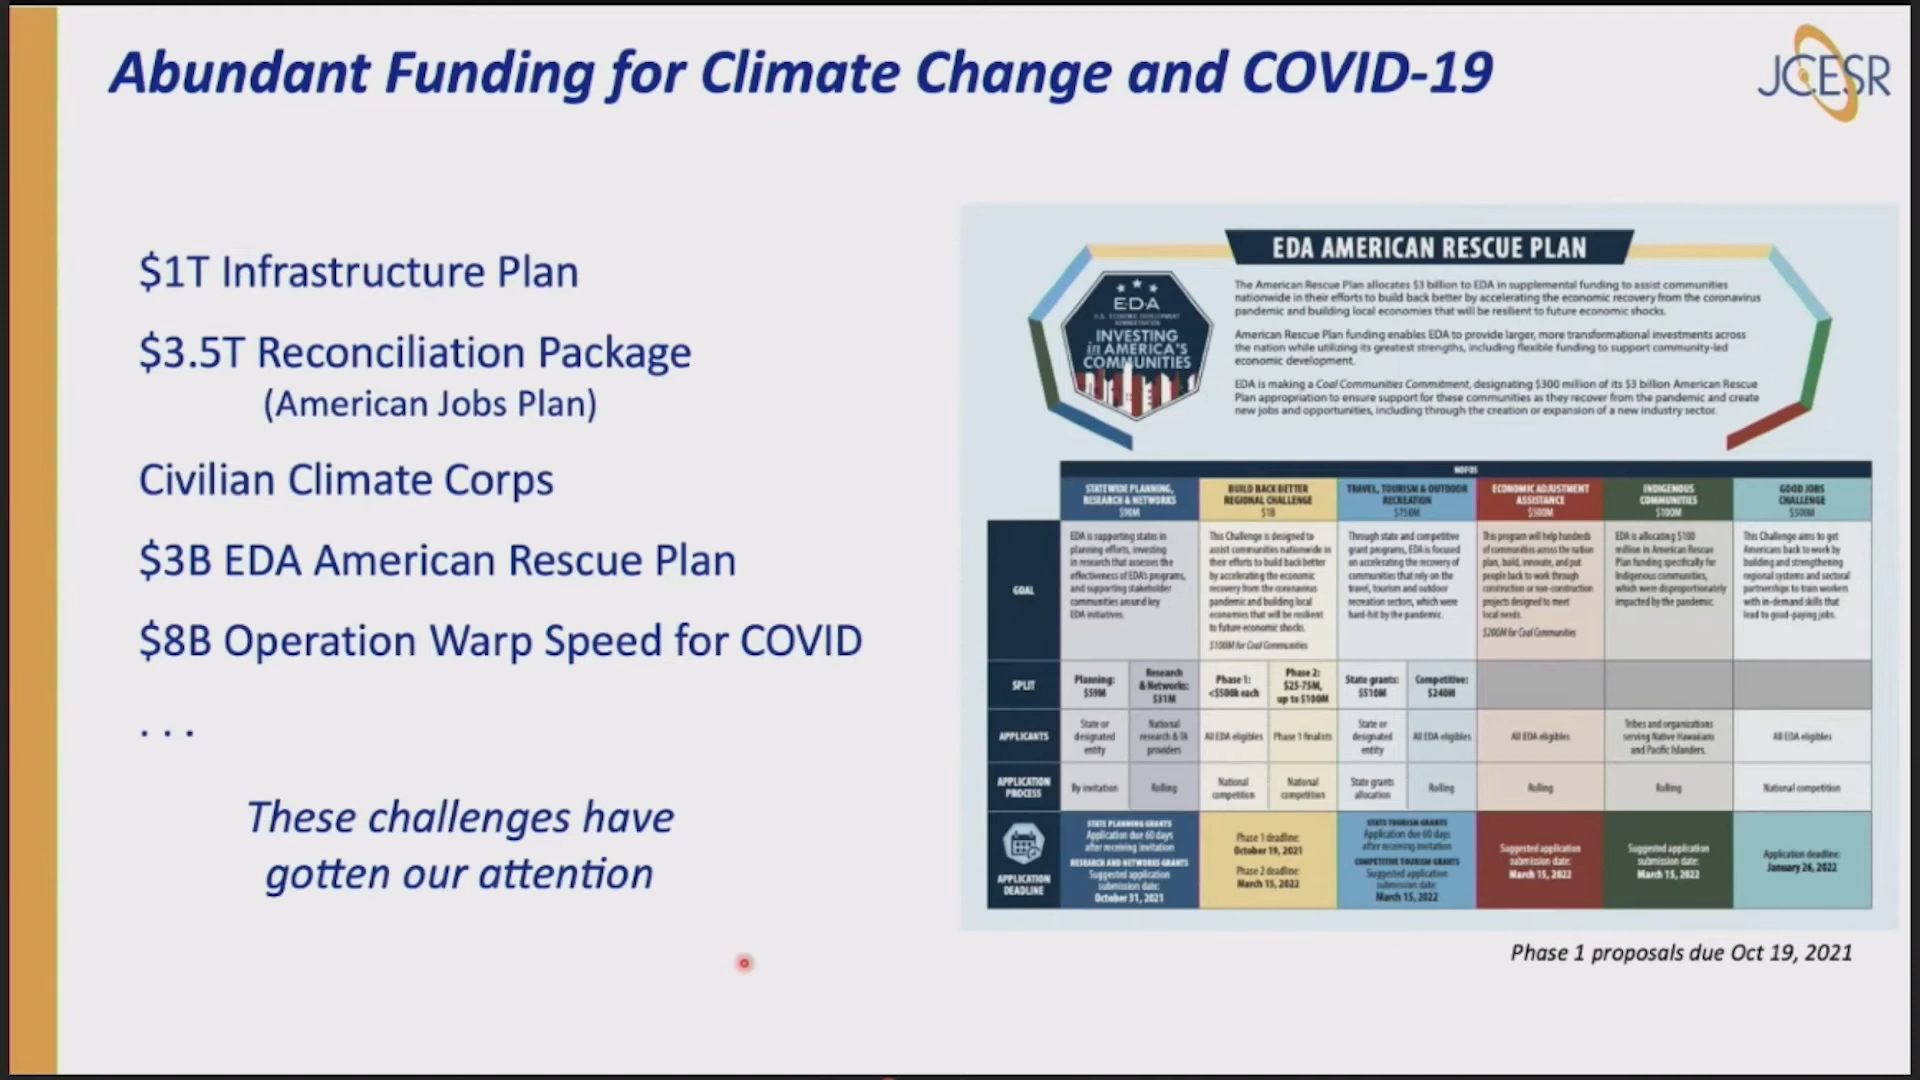 Abundant Funding for Climate Change and COVID-19
JCESR
$1T Infrastructure Plan
$3.5T Reconciliation Package
(American Jobs Plan)
Civilian Climate Corps
$3B EDA American Rescue Plan
$8B Operation Warp Speed for COVID
. . .
These challenges have
gotten our attention
EDA AMERICAN RESCUE PLAN
E·D·A
U.S. ECONOMIC DEVELOPMENT
ADMINISTRATION
INVESTING
in AMERICA'S
COMMUNITIES
The American Rescue Plan allocates $3 billion to EDA in supplemental funding to assist communities
nationwide in their efforts to build back better by accelerating the economic recovery from the coronavirus
pandemic and building local economies that will be resilient to future economic shocks.
American Rescue Plan funding enables EDA to provide larger, more transformational investments across
the nation while utilizing its greatest strengths, including flexible funding to support community-led
economic development.
EDA is making a Coal Communities Commitment, designating $300 million of its $3 billion American Rescue
Plan appropriation to ensure support for these communities as they recover from the pandemic and create
new jobs and opportunities, including through the creation or expansion of a new industry sector.
NOFOS
STATEWIDE PLANNING,
RESEARCH & NETWORKS
$90M
BUILD BACK BETTER
REGIONAL CHALLENGE
$1B
TRAVEL, TOURISM & OUTDOOR
RECREATION
$750M
ECONOMIC ADJUSTMENT
ASSISTANCE
$500M
INDIGENOUS
COMMUNITIES
$100M
GOOD JOBS
CHALLENGE
$500M
GOAL
EDA is supporting states in
planning efforts, investing
in research that assesses the
effectiveness of EDA's programs,
and supporting stakeholder
communities around key
EDA initiatives.
This Challenge is designed to
assist communities nationwide in
their efforts to build back better
by accelerating the economic
recovery from the coronavirus
pandemic and building local
economies that will be resilient
to future economic shocks.
$100M for Coal Communities
Through state and competitive
grant programs, EDA is focused
on accelerating the recovery of
communities that rely on the
travel, tourism and outdoor
recreation sectors, which were
hard-hit by the pandemic.
This program will help hundreds
of communities across the nation
plan, build, innovate, and put
people back to work through
construction or non-construction
projects designed to meet
local needs.
$200M for Coal Communities
EDA is allocating $100
million in American Rescue
Plan funding specifically for
Indigenous communities,
which were disproportionately
impacted by the pandemic.
This Challenge aims to get
Americans back to work by
building and strengthening
regional systems and sectoral
partnerships to train workers
with in-demand skills that
lead to good-paying jobs.
SPLIT
Planning:
$59M
Research
& Networks:
$31M
Phase 1:
<$500k each
Phase 2:
$25-75M,
up to $100M
State grants:
$510M
Competitive:
$240M
APPLICANTS
State or
designated
entity
National
research & TA
providers
All EDA eligibles
Phase 1 finalists
State or
designated
entity
All EDA eligibles
All EDA eligibles
Tribes and organizations
serving Native Hawaiians
and Pacific Islanders.
All EDA eligibles
APPLICATION
PROCESS
By invitation
Rolling
National
competition
National
competition
State grants
allocation
Rolling
Rolling
Rolling
National competition
APPLICATION
DEADLINE
STATE PLANNING GRANTS
Application due 60 days
after receiving invitation
RESEARCH AND NETWORKS GRANTS
Suggested application
submission date:
October 31, 2021
Phase 1 deadline:
October 19, 2021
Phase 2 deadline:
March 15, 2022
STATE TOURISM GRANTS
Application due 60 days
after receiving invitation
COMPETITIVE TOURISM GRANTS
Suggested application
submission date:
March 15, 2022
Suggested application
submission date:
March 15, 2022
Suggested application
submission date:
March 15, 2022
Application deadline:
January 26, 2022
Phase 1 proposals due Oct 19, 2021